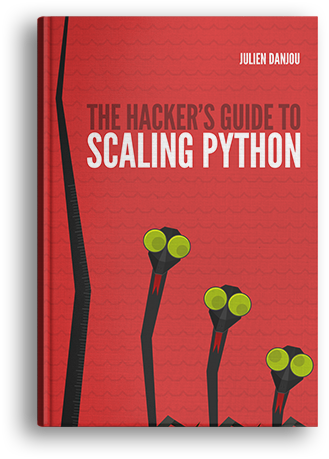 JULIEN DANJOU
THE HACKER'S GUIDE TO
SCALING PYTHON